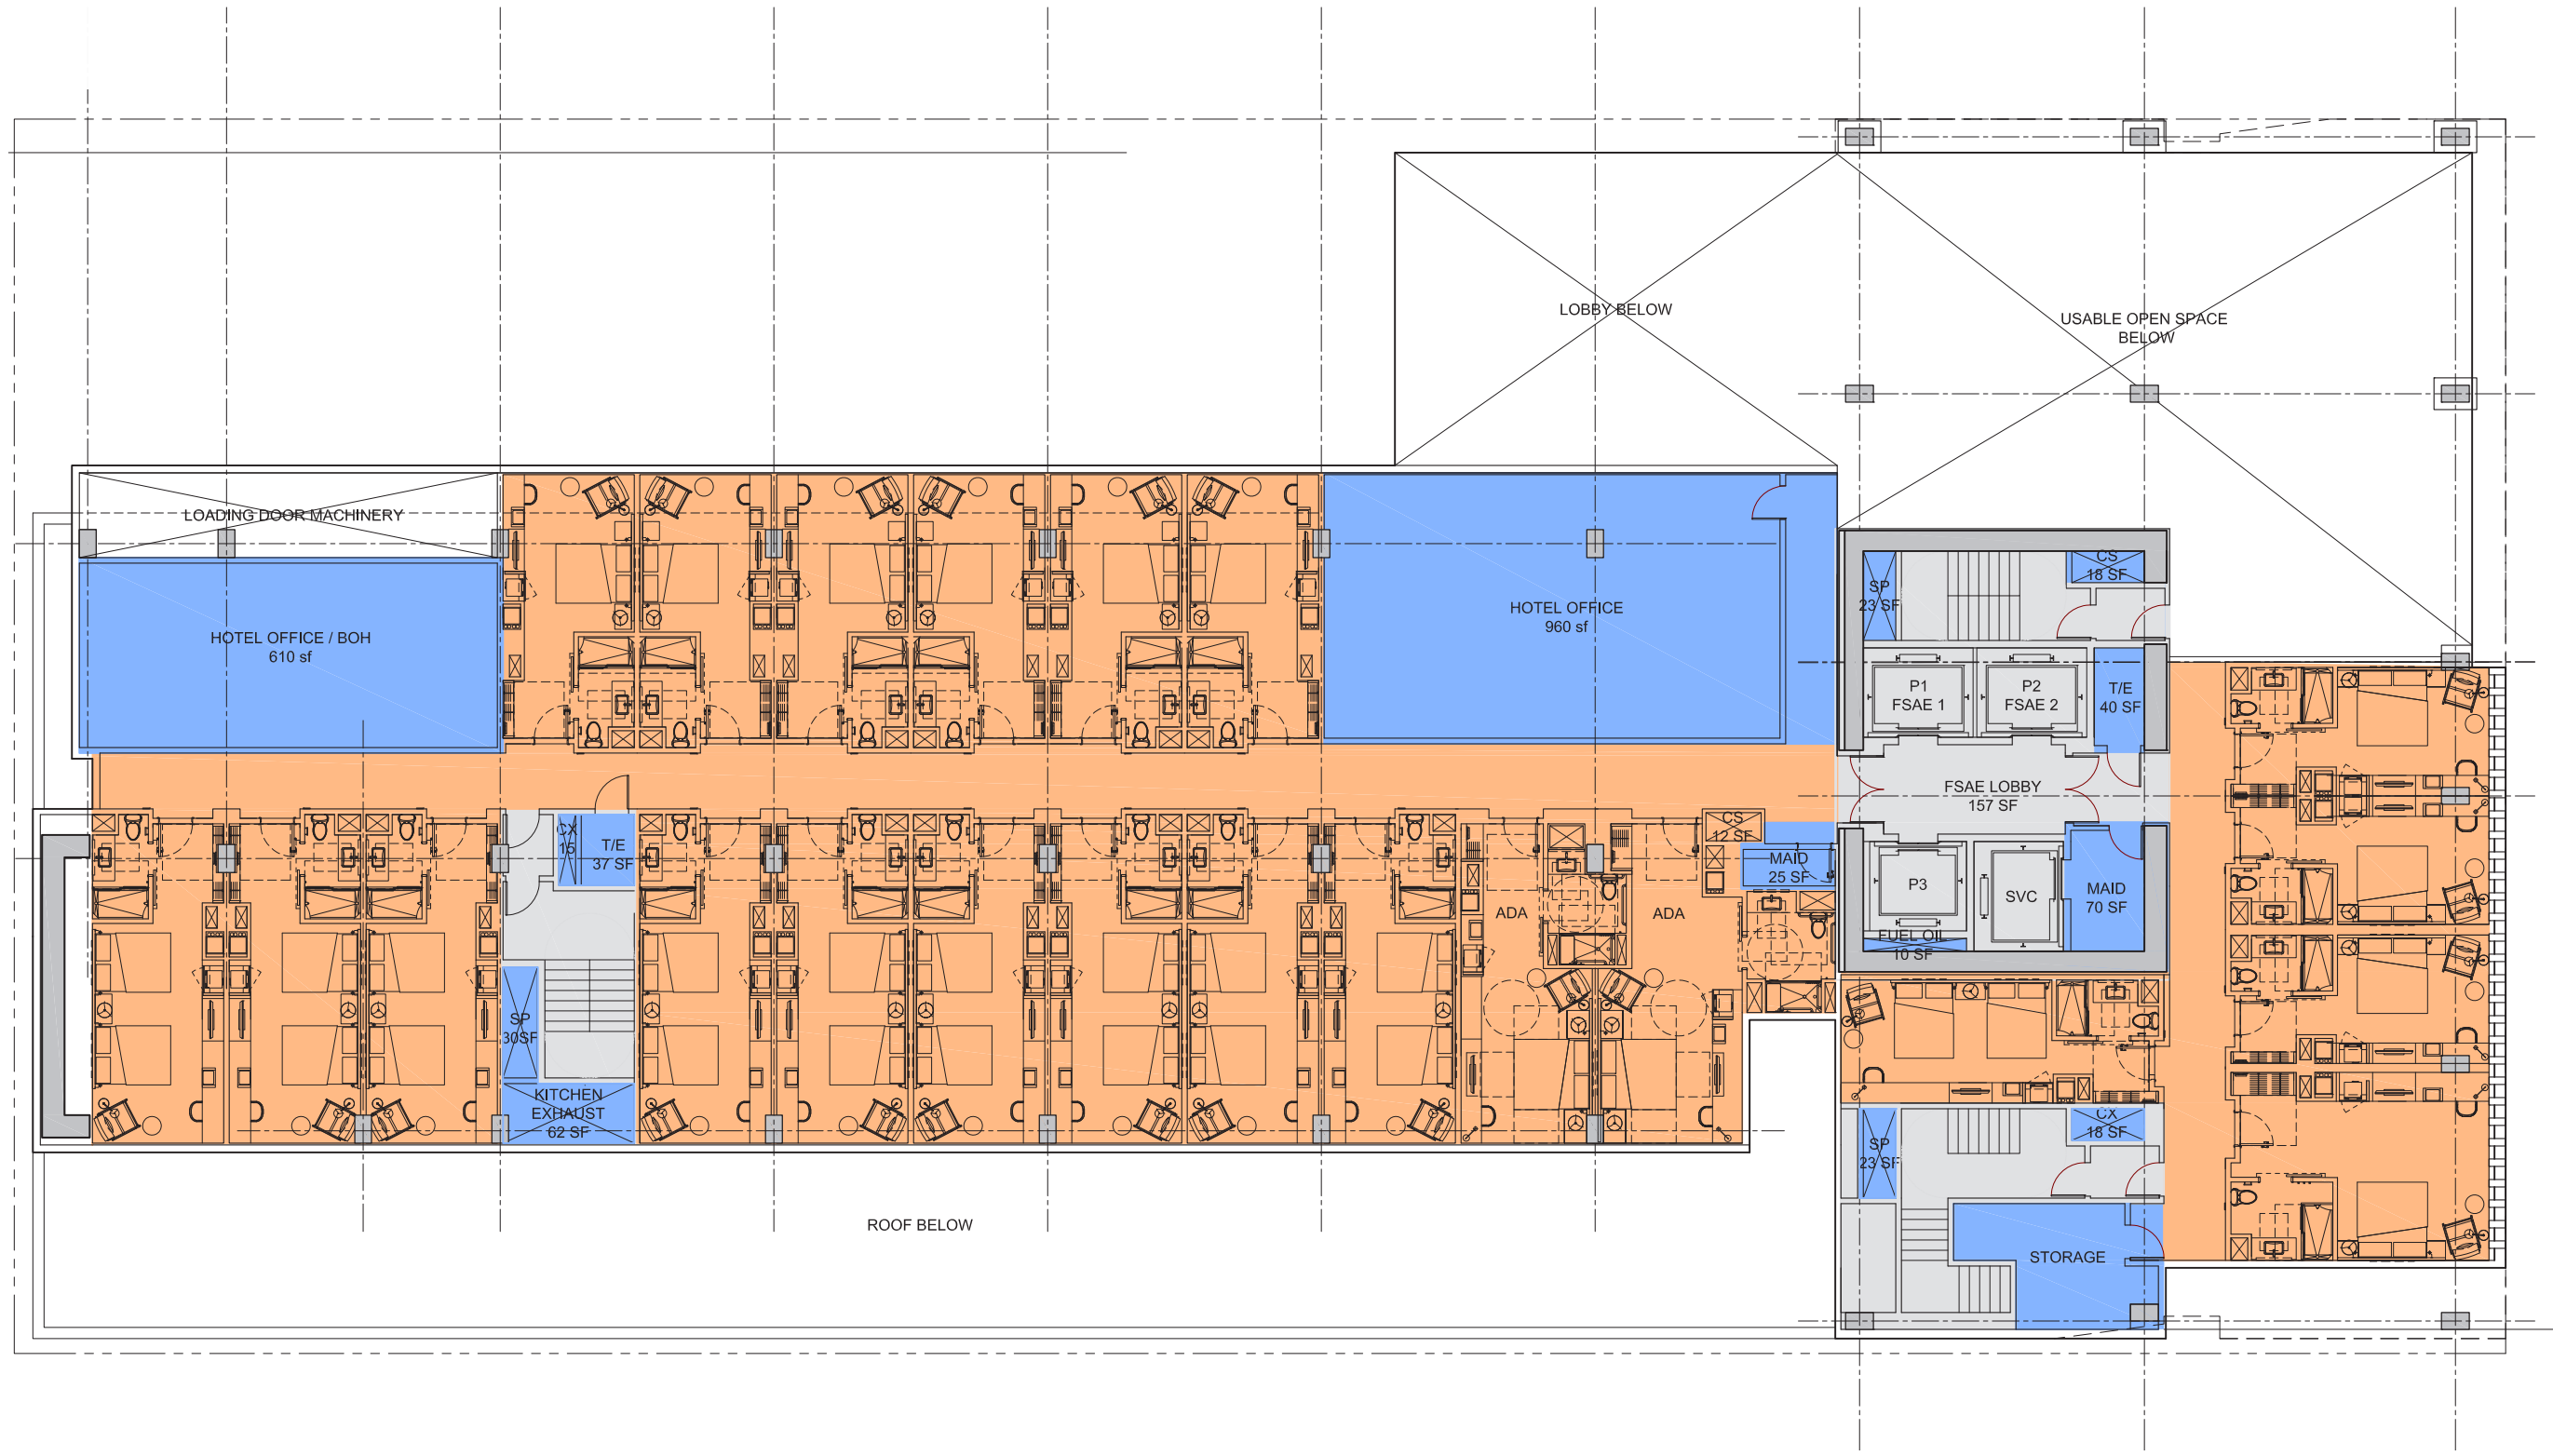 LOBBY BELOW
USABLE OPEN SPACE
BELOW
LOADING DOOR MACHINERY
HOTEL OFFICE / BOH
610 sf
HOTEL OFFICE
960 sf
SP
23 SF
CS
18 SF
P1
FSAE 1
P2
FSAE 2
T/E
40 SF
FSAE LOBBY
157 SF
CX
15
T/E
37 SF
CS
12 SF
MAID
25 SF
ADA
ADA
P3
SVC
MAID
70 SF
FUEL OIL
10 SF
SP
30SF
KITCHEN
EXHAUST
62 SF
CX
18 SF
SP
23 SF
ROOF BELOW
STORAGE